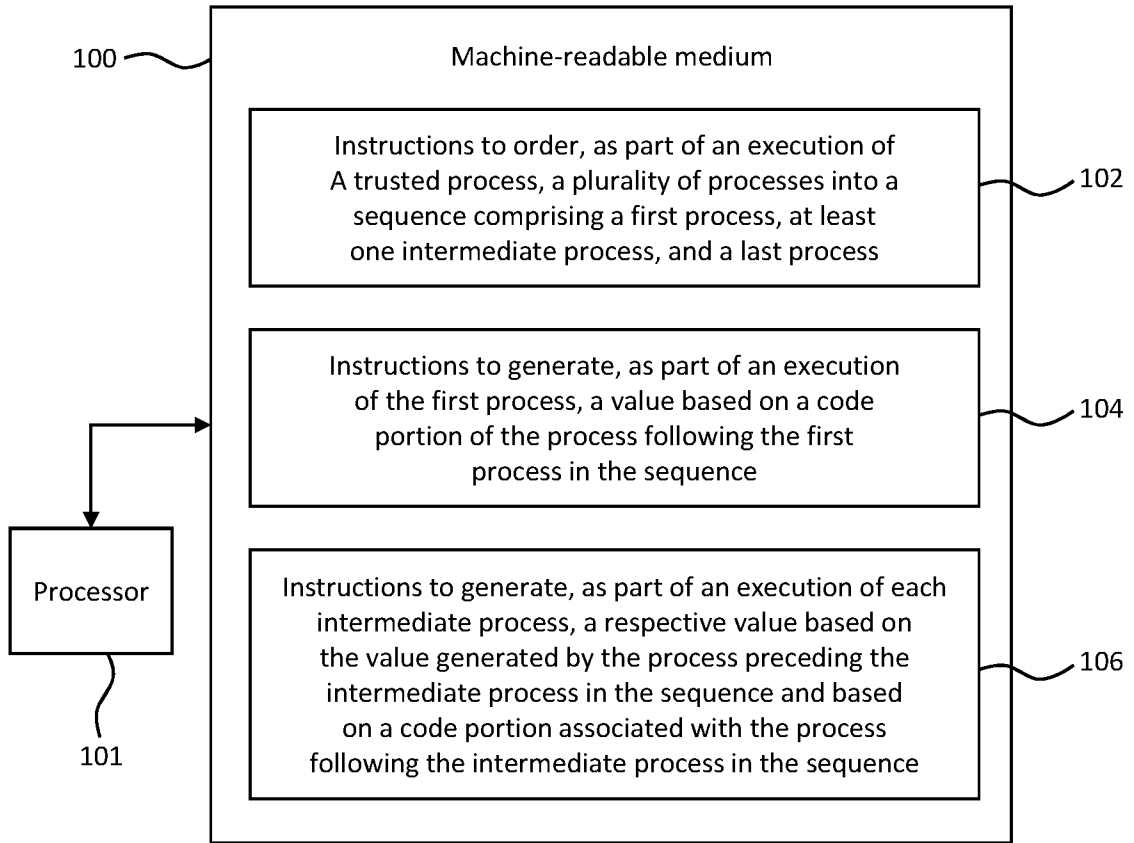 100
Machine-readable medium
Instructions to order, as part of an execution of
A trusted process, a plurality of processes into a
sequence comprising a first process, at least
one intermediate process, and a last process
102
Instructions to generate, as part of an execution
of the first process, a value based on a code
portion of the process following the first
process in the sequence
104
Processor
101
Instructions to generate, as part of an execution of each
intermediate process, a respective value based on
the value generated by the process preceding the
intermediate process in the sequence and based
on a code portion associated with the process
following the intermediate process in the sequence
106